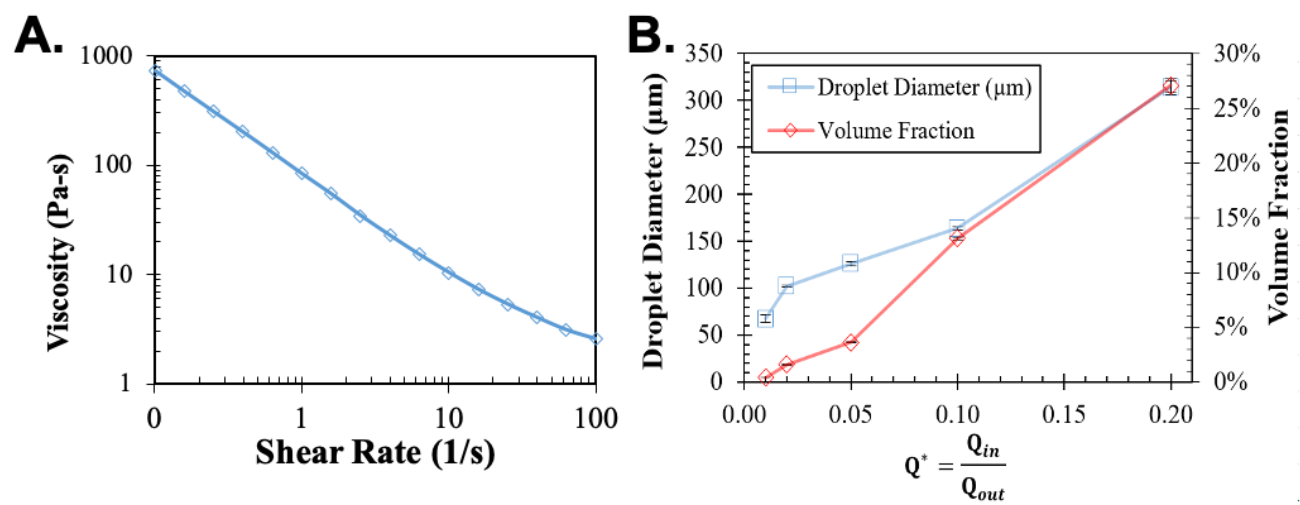 A.
1000
100
10
1
Viscosity (Pa-s)
0 1 10 100
Shear Rate (1/s)
B.
350
300
250
200
150
100
50
0
Droplet Diameter (μm)
Droplet Diameter (μm)
Volume Fraction
30%
25%
20%
15%
10%
5%
0%
Volume Fraction
0.00 0.05 0.10 0.15 0.20
Q* = Qin/Qout